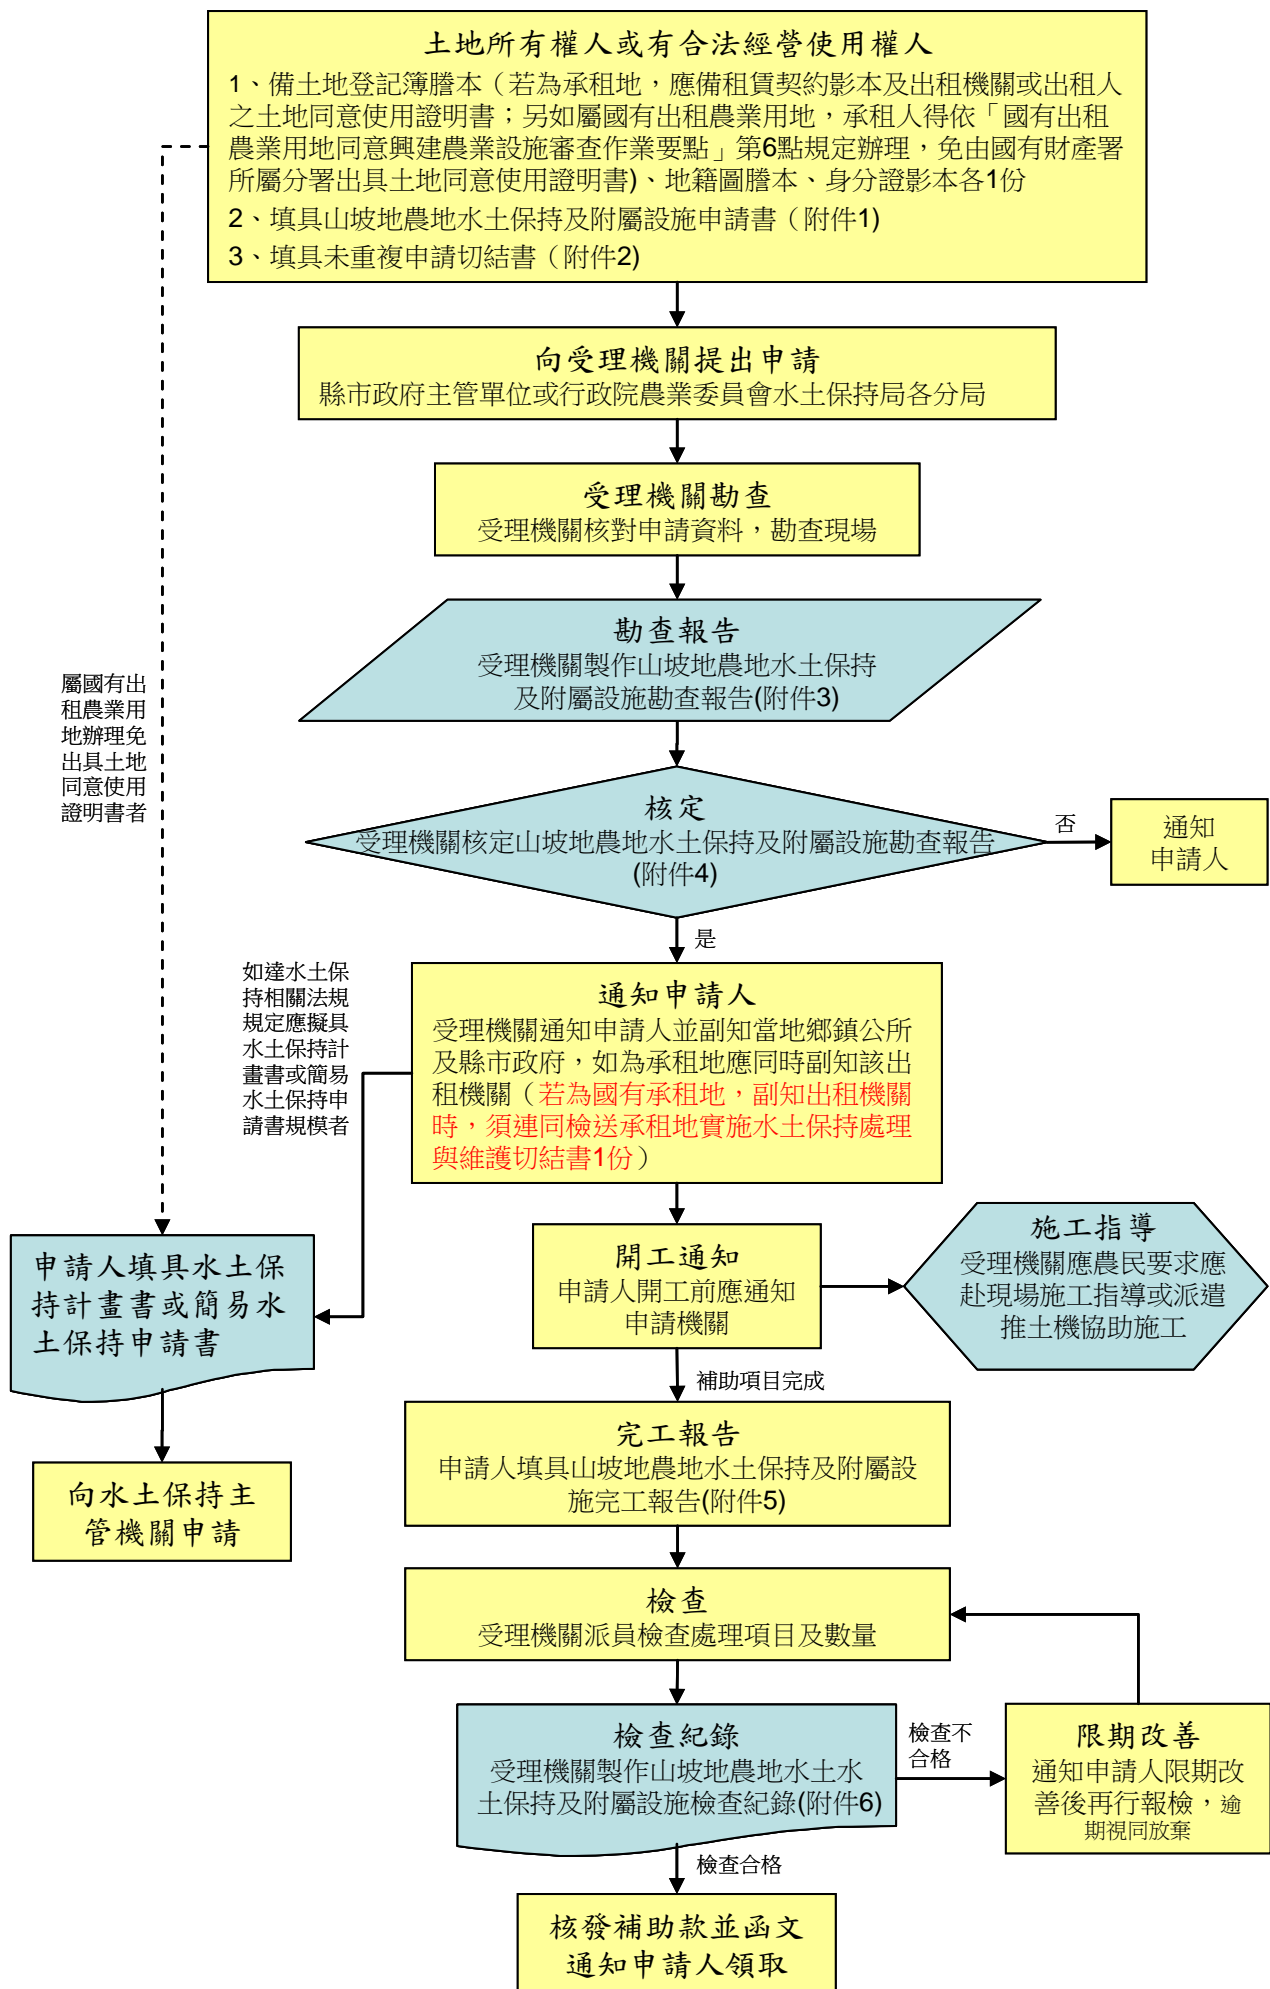 土地所有權人或有合法經營使用權人
1、備土地登記簿謄本（若為承租地，應備租賃契約影本及出租機關或出租人
之土地同意使用證明書；另如屬國有出租農業用地，承租人得依「國有出租
農業用地同意興建農業設施審查作業要點」第6點規定辦理，免由國有財產署
所屬分署出具土地同意使用證明書)、地籍圖謄本、身分證影本各1份
2、填具山坡地農地水土保持及附屬設施申請書（附件1)
3、填具未重複申請切結書（附件2)
向受理機關提出申請
縣市政府主管單位或行政院農業委員會水土保持局各分局
受理機關勘查
受理機關核對申請資料，勘查現場
勘查報告
受理機關製作山坡地農地水土保持
及附屬設施勘查報告(附件3)
屬國有出
租農業用
地辦理免
出具土地
同意使用
證明書者
核定
受理機關核定山坡地農地水土保持及附屬設施勘查報告
(附件4)
否
通知
申請人
是
如達水土保
持相關法規
規定應擬具
水土保持計
畫書或簡易
水土保持申
請書規模者
通知申請人
受理機關通知申請人並副知當地鄉鎮公所
及縣市政府，如為承租地應同時副知該出
租機關（若為國有承租地，副知出租機關
時，須連同檢送承租地實施水土保持處理
與維護切結書1份）
申請人填具水土保
持計畫書或簡易水
土保持申請書
開工通知
申請人開工前應通知
申請機關
施工指導
受理機關應農民要求應
赴現場施工指導或派遣
推土機協助施工
補助項目完成
向水土保持主
管機關申請
完工報告
申請人填具山坡地農地水土保持及附屬設
施完工報告(附件5)
檢查
受理機關派員檢查處理項目及數量
檢查紀錄
受理機關製作山坡地農地水土水
土保持及附屬設施檢查紀錄(附件6)
檢查不
合格
限期改善
通知申請人限期改
善後再行報檢，逾
期視同放棄
檢查合格
核發補助款並函文
通知申請人領取